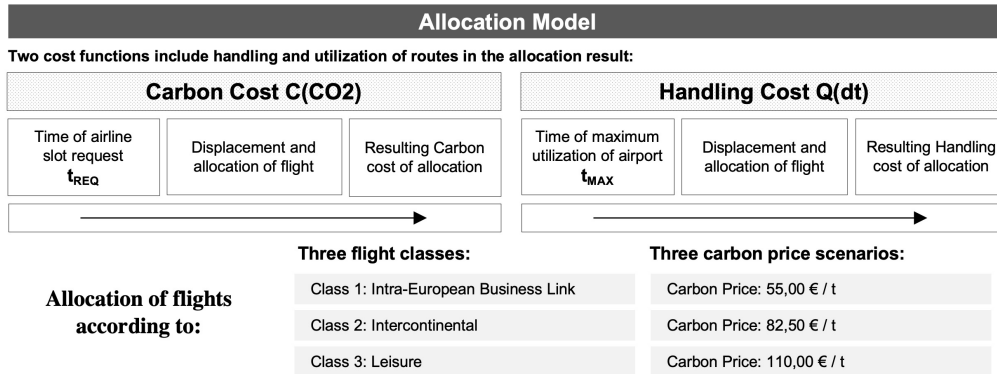 Allocation Model
Two cost functions include handling and utilization of routes in the allocation result:
Carbon Cost C(CO2)
Time of airline
slot request
tREQ
Displacement and
allocation of flight
Resulting Carbon
cost of allocation
Handling Cost Q(dt)
Time of maximum
utilization of airport
tMAX
Displacement and
allocation of flight
Resulting Handling
cost of allocation
Allocation of flights
according to:
Three flight classes:
Class 1: Intra-European Business Link
Class 2: Intercontinental
Class 3: Leisure
Three carbon price scenarios:
Carbon Price: 55,00 € / t
Carbon Price: 82,50 € / t
Carbon Price: 110,00 € / t